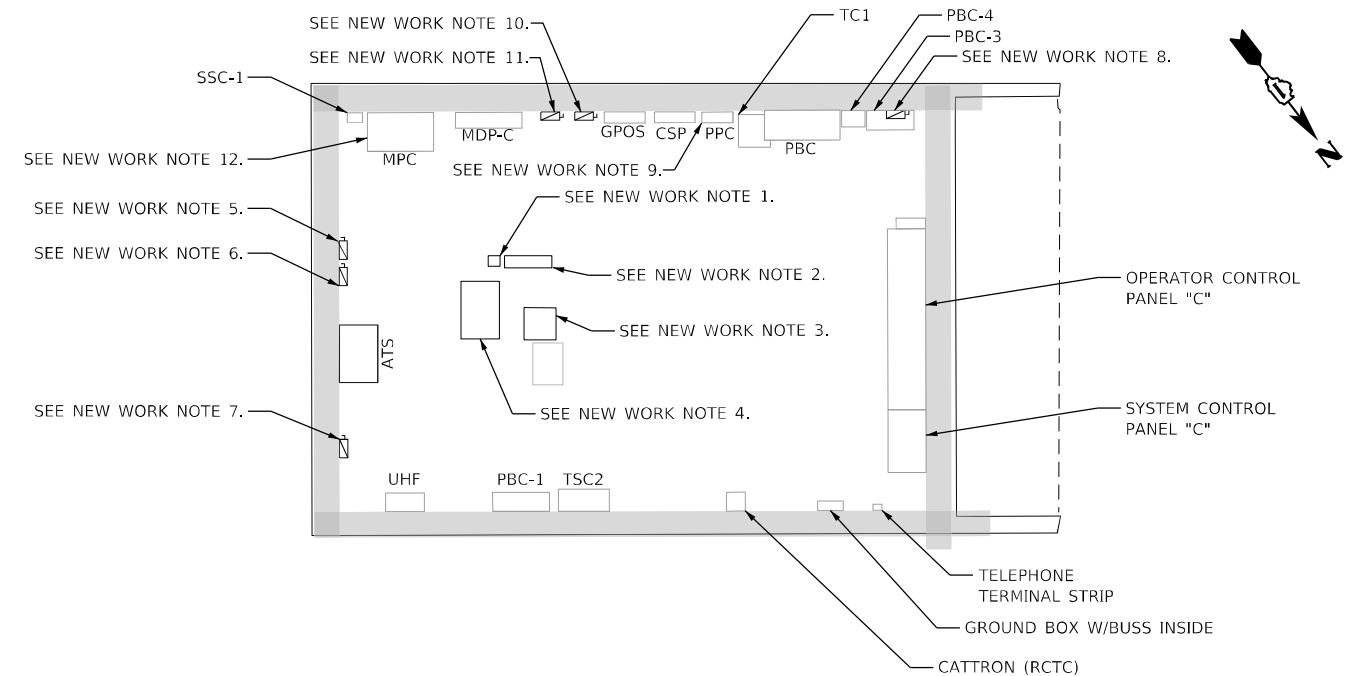 SEE NEW WORK NOTE 10.
TC1
PBC-4
PBC-3
SEE NEW WORK NOTE 11.
SEE NEW WORK NOTE 8.
SSC-1
MDP-C
GPOS
CSP
PPC
PBC
MPC
SEE NEW WORK NOTE 12.
SEE NEW WORK NOTE 9.
SEE NEW WORK NOTE 1.
SEE NEW WORK NOTE 5.
SEE NEW WORK NOTE 6.
SEE NEW WORK NOTE 2.
OPERATOR CONTROL
PANEL "C"
SEE NEW WORK NOTE 3.
ATS
SEE NEW WORK NOTE 7.
SEE NEW WORK NOTE 4.
SYSTEM CONTROL
PANEL "C"
UHF
PBC-1
TSC2
TELEPHONE
TERMINAL STRIP
GROUND BOX W/BUSS INSIDE
CATTRON (RCTC)
N